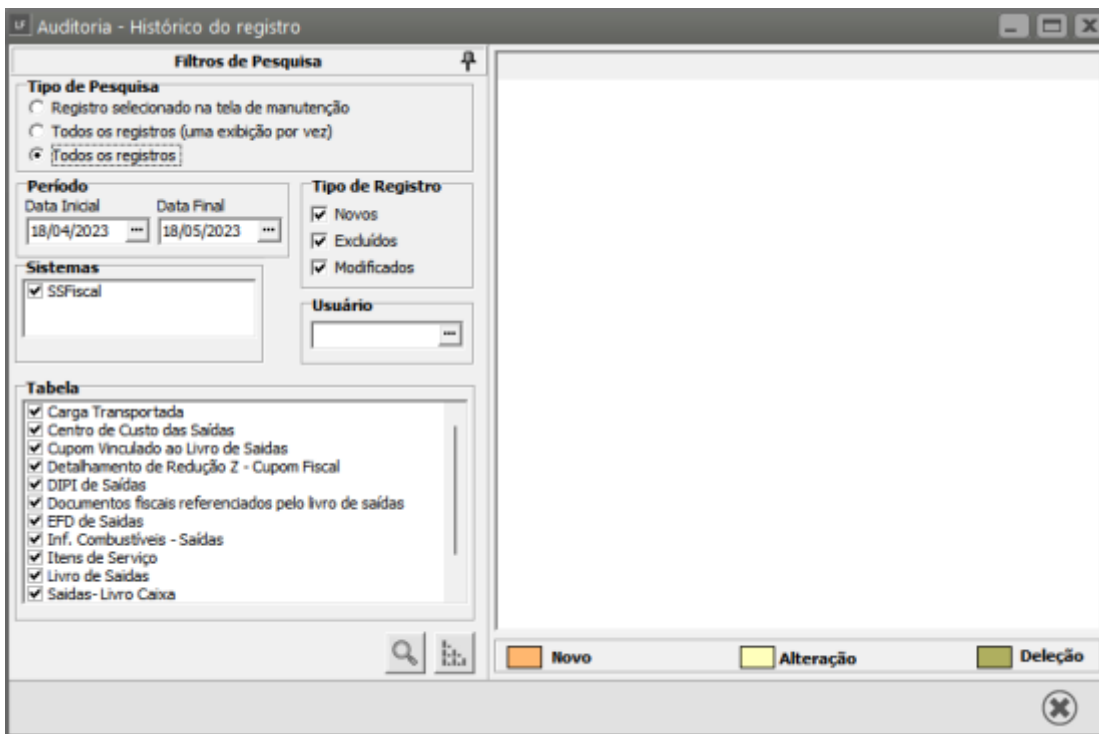 LF Auditoria - Histórico do registro
Filtros de Pesquisa
Tipo de Pesquisa
Registro selecionado na tela de manutenção
Todos os registros (uma exibição por vez)
Todos os registros
Período
Data Inicial Data Final
18/04/2023 ... 18/05/2023 ...
Tipo de Registro
Novos
Excluídos
Modificados
Sistemas
SSFiscal
Usuário
...
Tabela
Carga Transportada
Centro de Custo das Saídas
Cupom Vinculado ao Livro de Saidas
Detalhamento de Redução Z - Cupom Fiscal
DIPI de Saídas
Documentos fiscais referenciados pelo livro de saídas
EFD de Saidas
Inf. Combustíveis - Saídas
Itens de Serviço
Livro de Saidas
Saidas- Livro Caixa
Novo Alteração Deleção